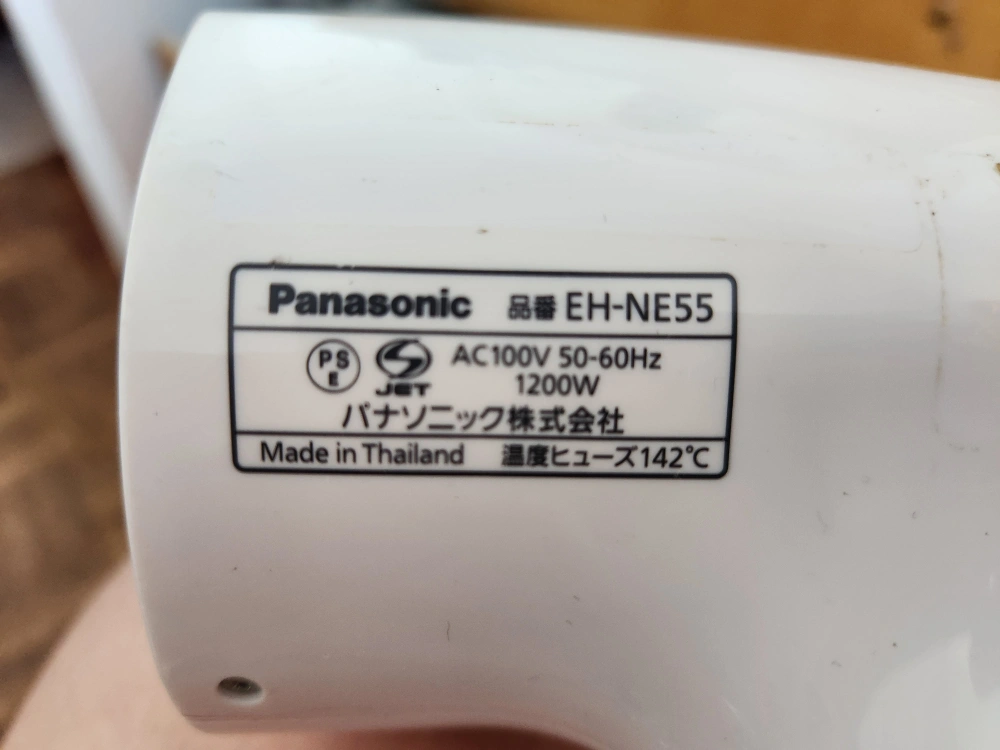 Panasonic 品番 EH-NE55
PS E JET AC100V 50-60Hz
1200W
パナソニック株式会社
Made in Thailand 温度ヒューズ142℃